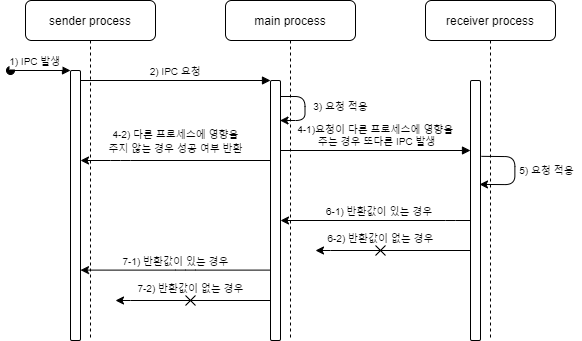 sender process
main process
receiver process
1) IPC 발생
2) IPC 요청
3) 요청 적용
4-2) 다른 프로세스에 영향을
주지 않는 경우 성공 여부 반환
4-1)요청이 다른 프로세스에 영향을
주는 경우 또다른 IPC 발생
5) 요청 적용
6-1) 반환값이 있는 경우
6-2) 반환값이 없는 경우
7-1) 반환값이 있는 경우
7-2) 반환값이 없는 경우